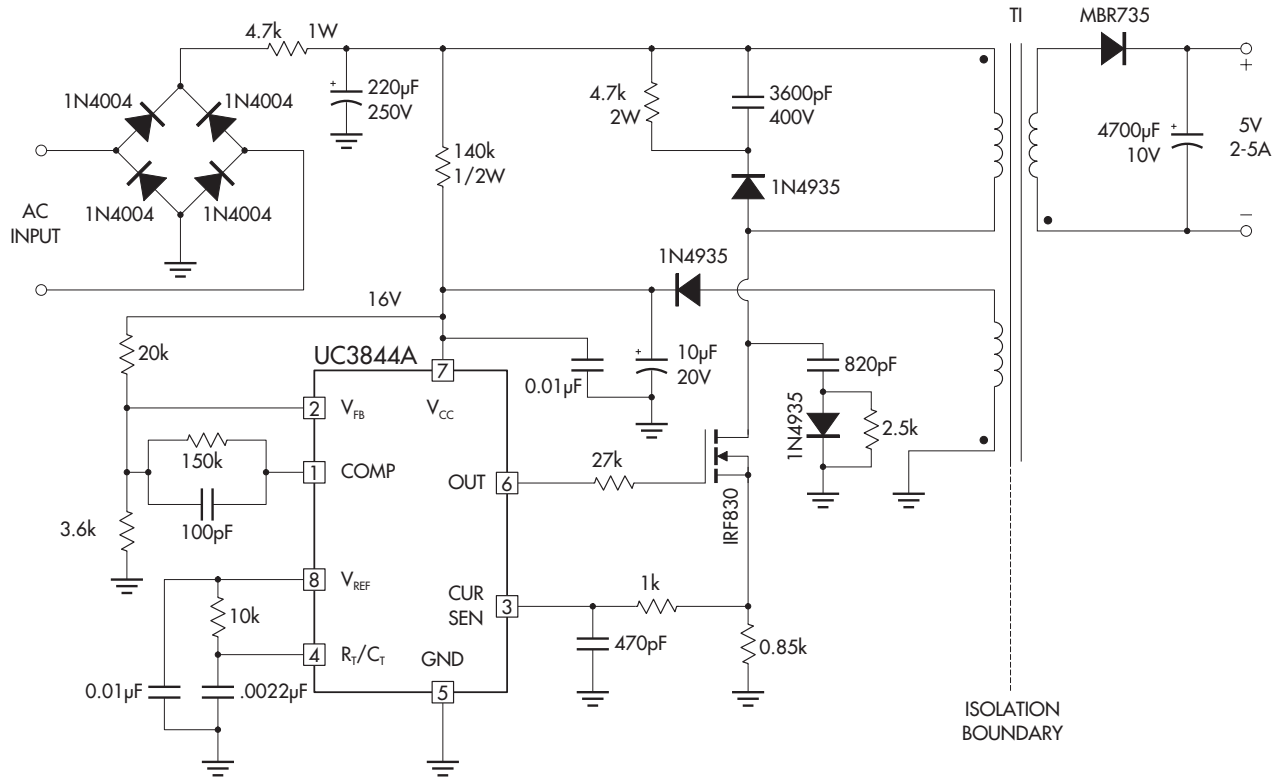 TI
MBR735
4.7k
1W
1N4004
1N4004
220µF
250V
4.7k
2W
3600pF
400V
4700µF
10V
+
5V
2-5A
–
140k
1/2W
1N4935
AC
INPUT
1N4004
1N4004
1N4935
16V
20k
UC3844A
7
V_CC
0.01µF
10µF
20V
820pF
1N4935
2.5k
2
V_FB
150k
100pF
1
COMP
OUT
6
27k
IRF830
3.6k
8
V_REF
10k
CUR
SEN
3
1k
470pF
0.85k
4
R_T/C_T
GND
5
0.01µF
.0022µF
ISOLATION
BOUNDARY